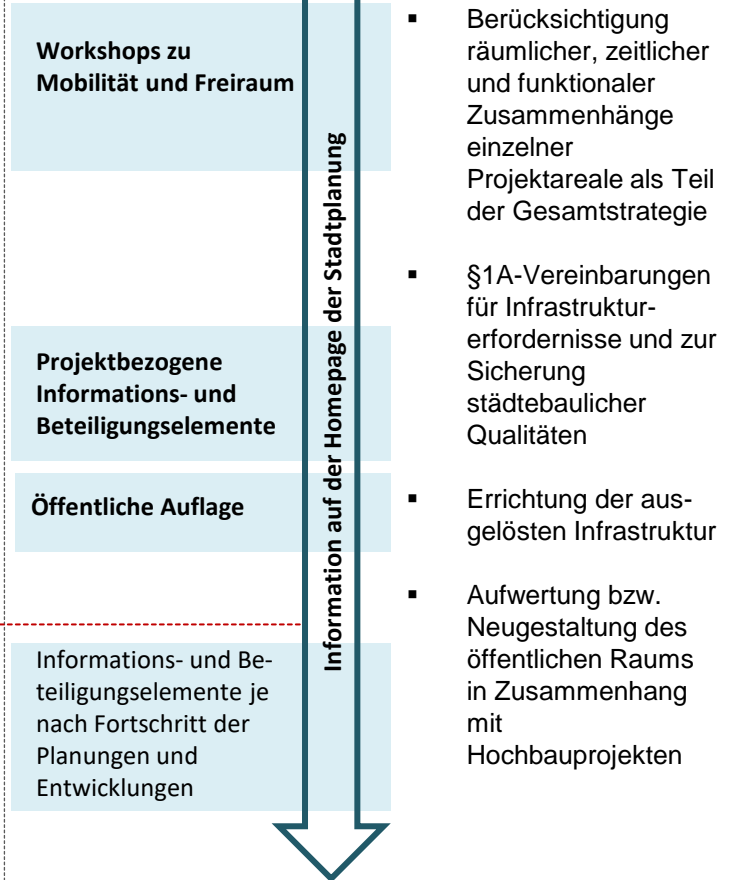 Workshops zu
Mobilität und Freiraum
Projektbezogene
Informations- und
Beteiligungselemente
Öffentliche Auflage
Informations- und Be-
teiligungselemente je
nach Fortschritt der
Planungen und
Entwicklungen
Information auf der Homepage der Stadtplanung
▪ Berücksichtigung
räumlicher, zeitlicher
und funktionaler
Zusammenhänge
einzelner
Projektareale als Teil
der Gesamtstrategie
▪ §1A-Vereinbarungen
für Infrastruktur-
erfordernisse und zur
Sicherung
städtebaulicher
Qualitäten
▪ Errichtung der aus-
gelösten Infrastruktur
▪ Aufwertung bzw.
Neugestaltung des
öffentlichen Raums
in Zusammenhang
mit
Hochbauprojekten